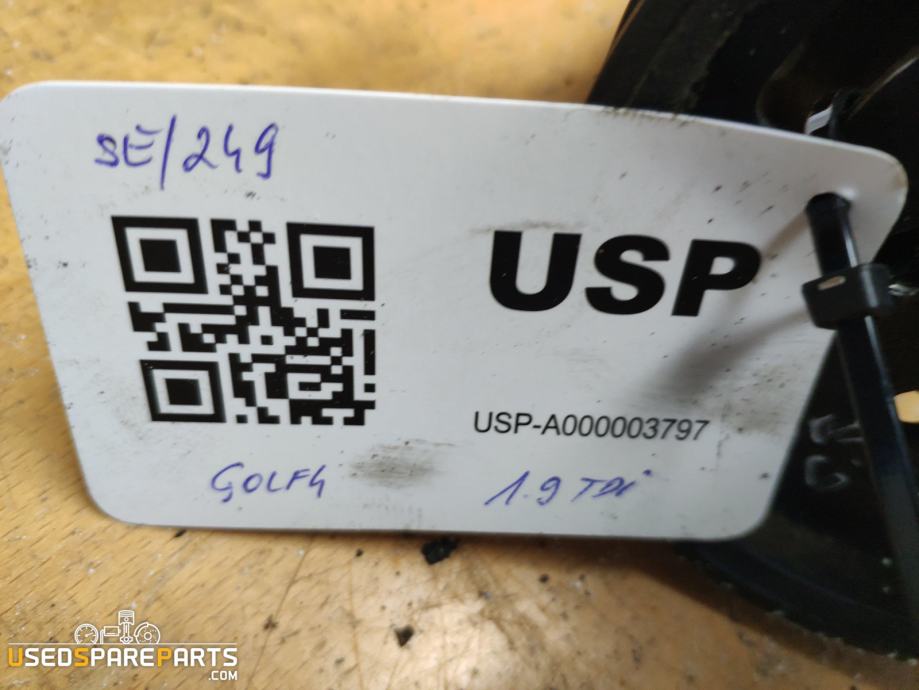 SE/249
USP
USP-A000003797
GOLF4 1.9 TDi
USEDSPAREPARTS
.COM